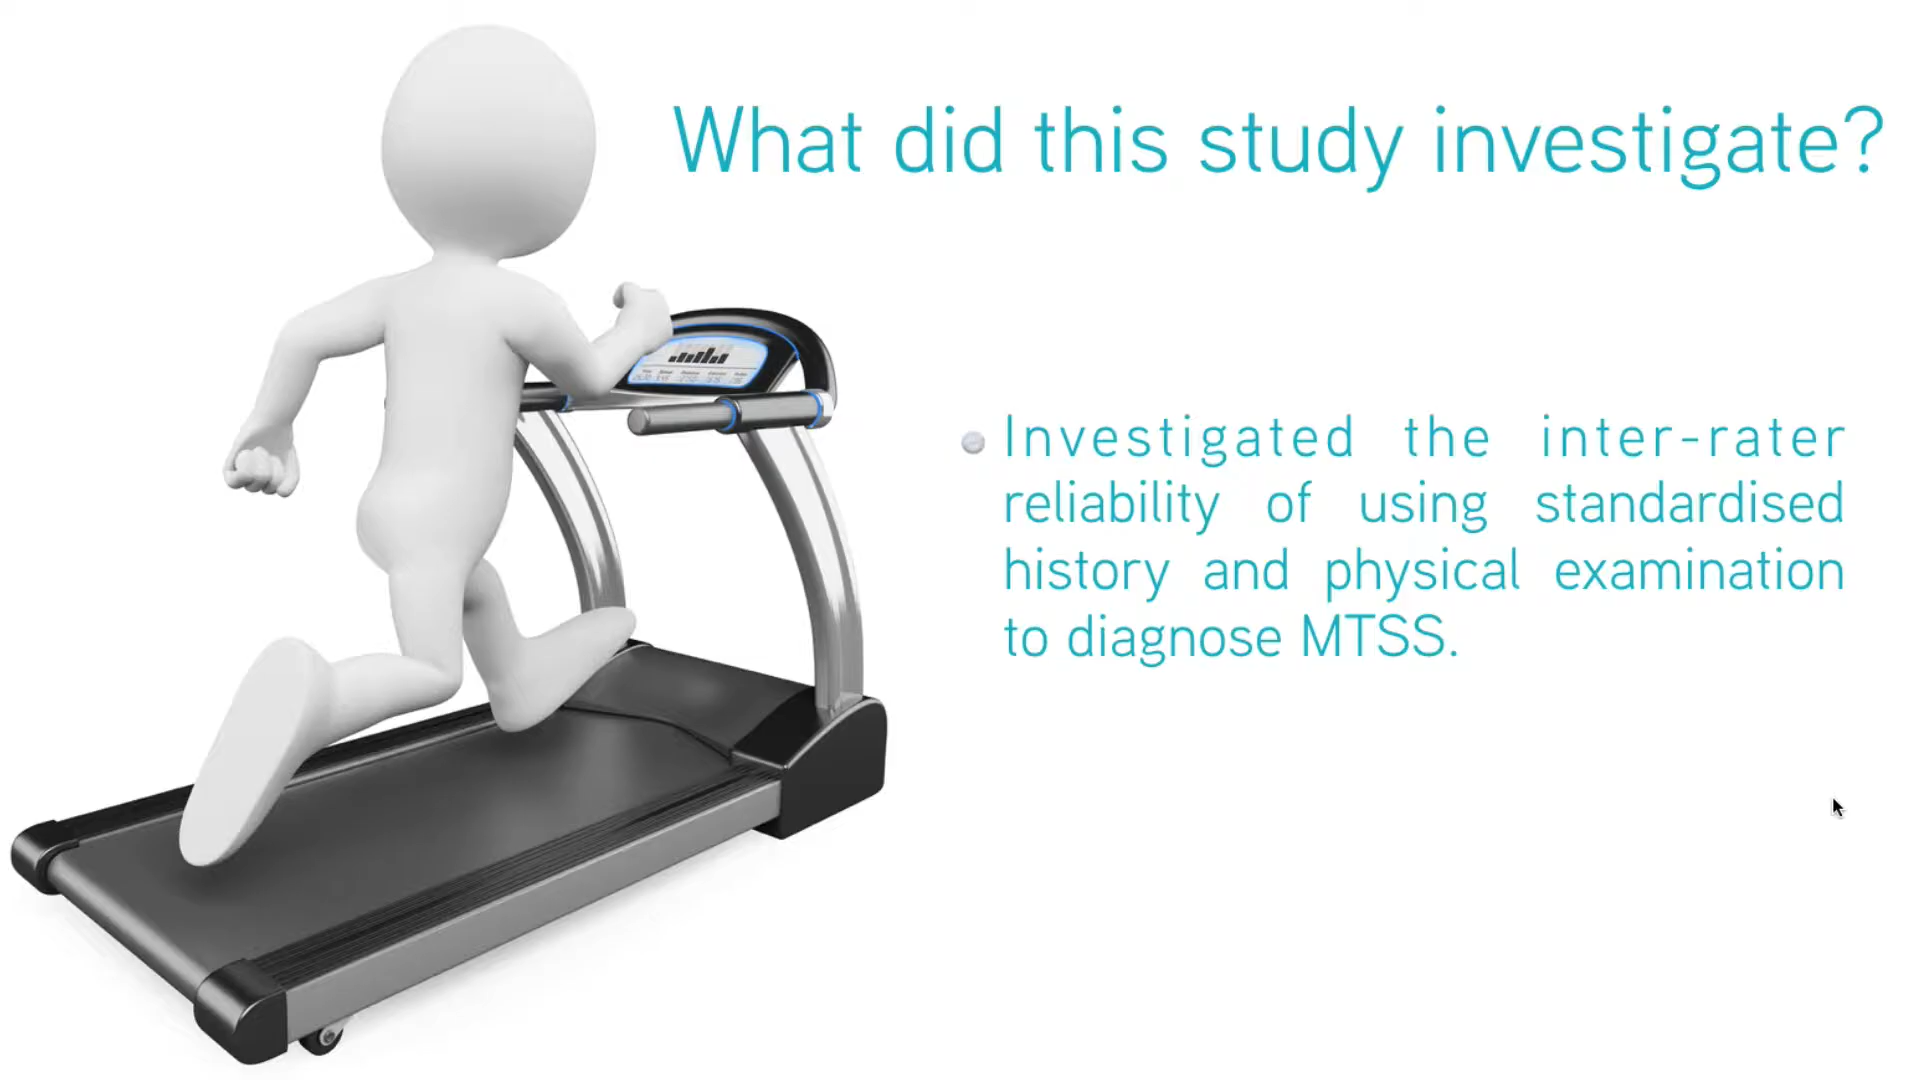 What did this study investigate?
Investigated the inter-rater
reliability of using standardised
history and physical examination
to diagnose MTSS.